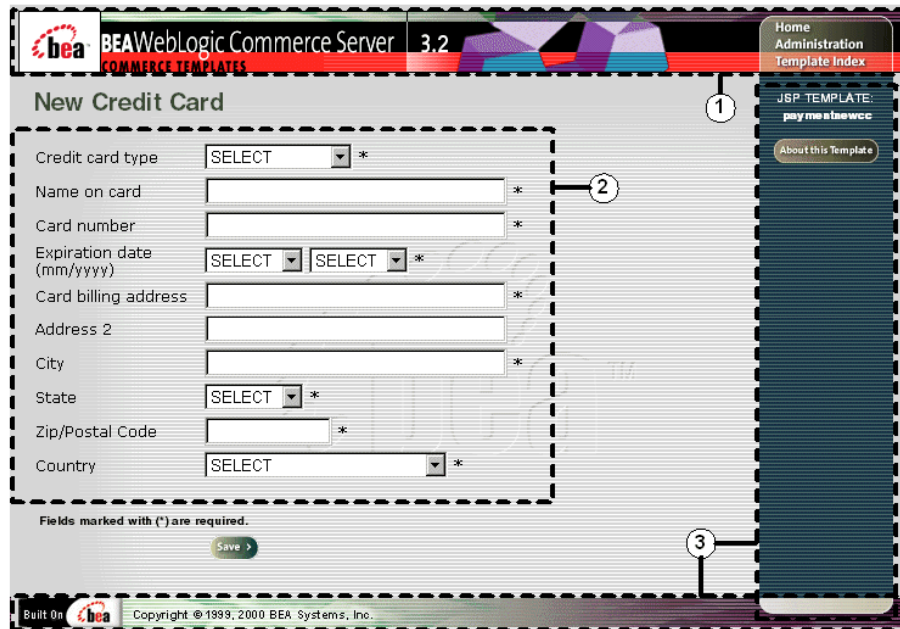 bea
BEAWebLogic Commerce Server 3.2
COMMERCE TEMPLATES
Home
Administration
Template Index
1
New Credit Card
JSP TEMPLATE:
paymentnewcc
About this Template
2
Credit card type SELECT *
Name on card *
Card number *
Expiration date
(mm/yyyy) SELECT SELECT *
Card billing address *
Address 2
City *
State SELECT *
Zip/Postal Code *
Country SELECT *
bea TM
Fields marked with (*) are required.
Save >
3
Built On bea Copyright © 1999, 2000 BEA Systems, Inc.